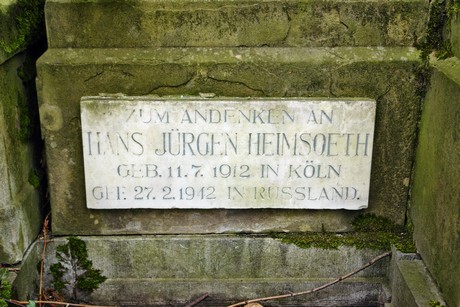 ZUM ANDENKEN AN
HANS JÜRGEN HEIMSOETH
GEB. 11. 7. 1912 IN KÖLN
GEF. 27. 2. 1942 IN RUSSLAND.